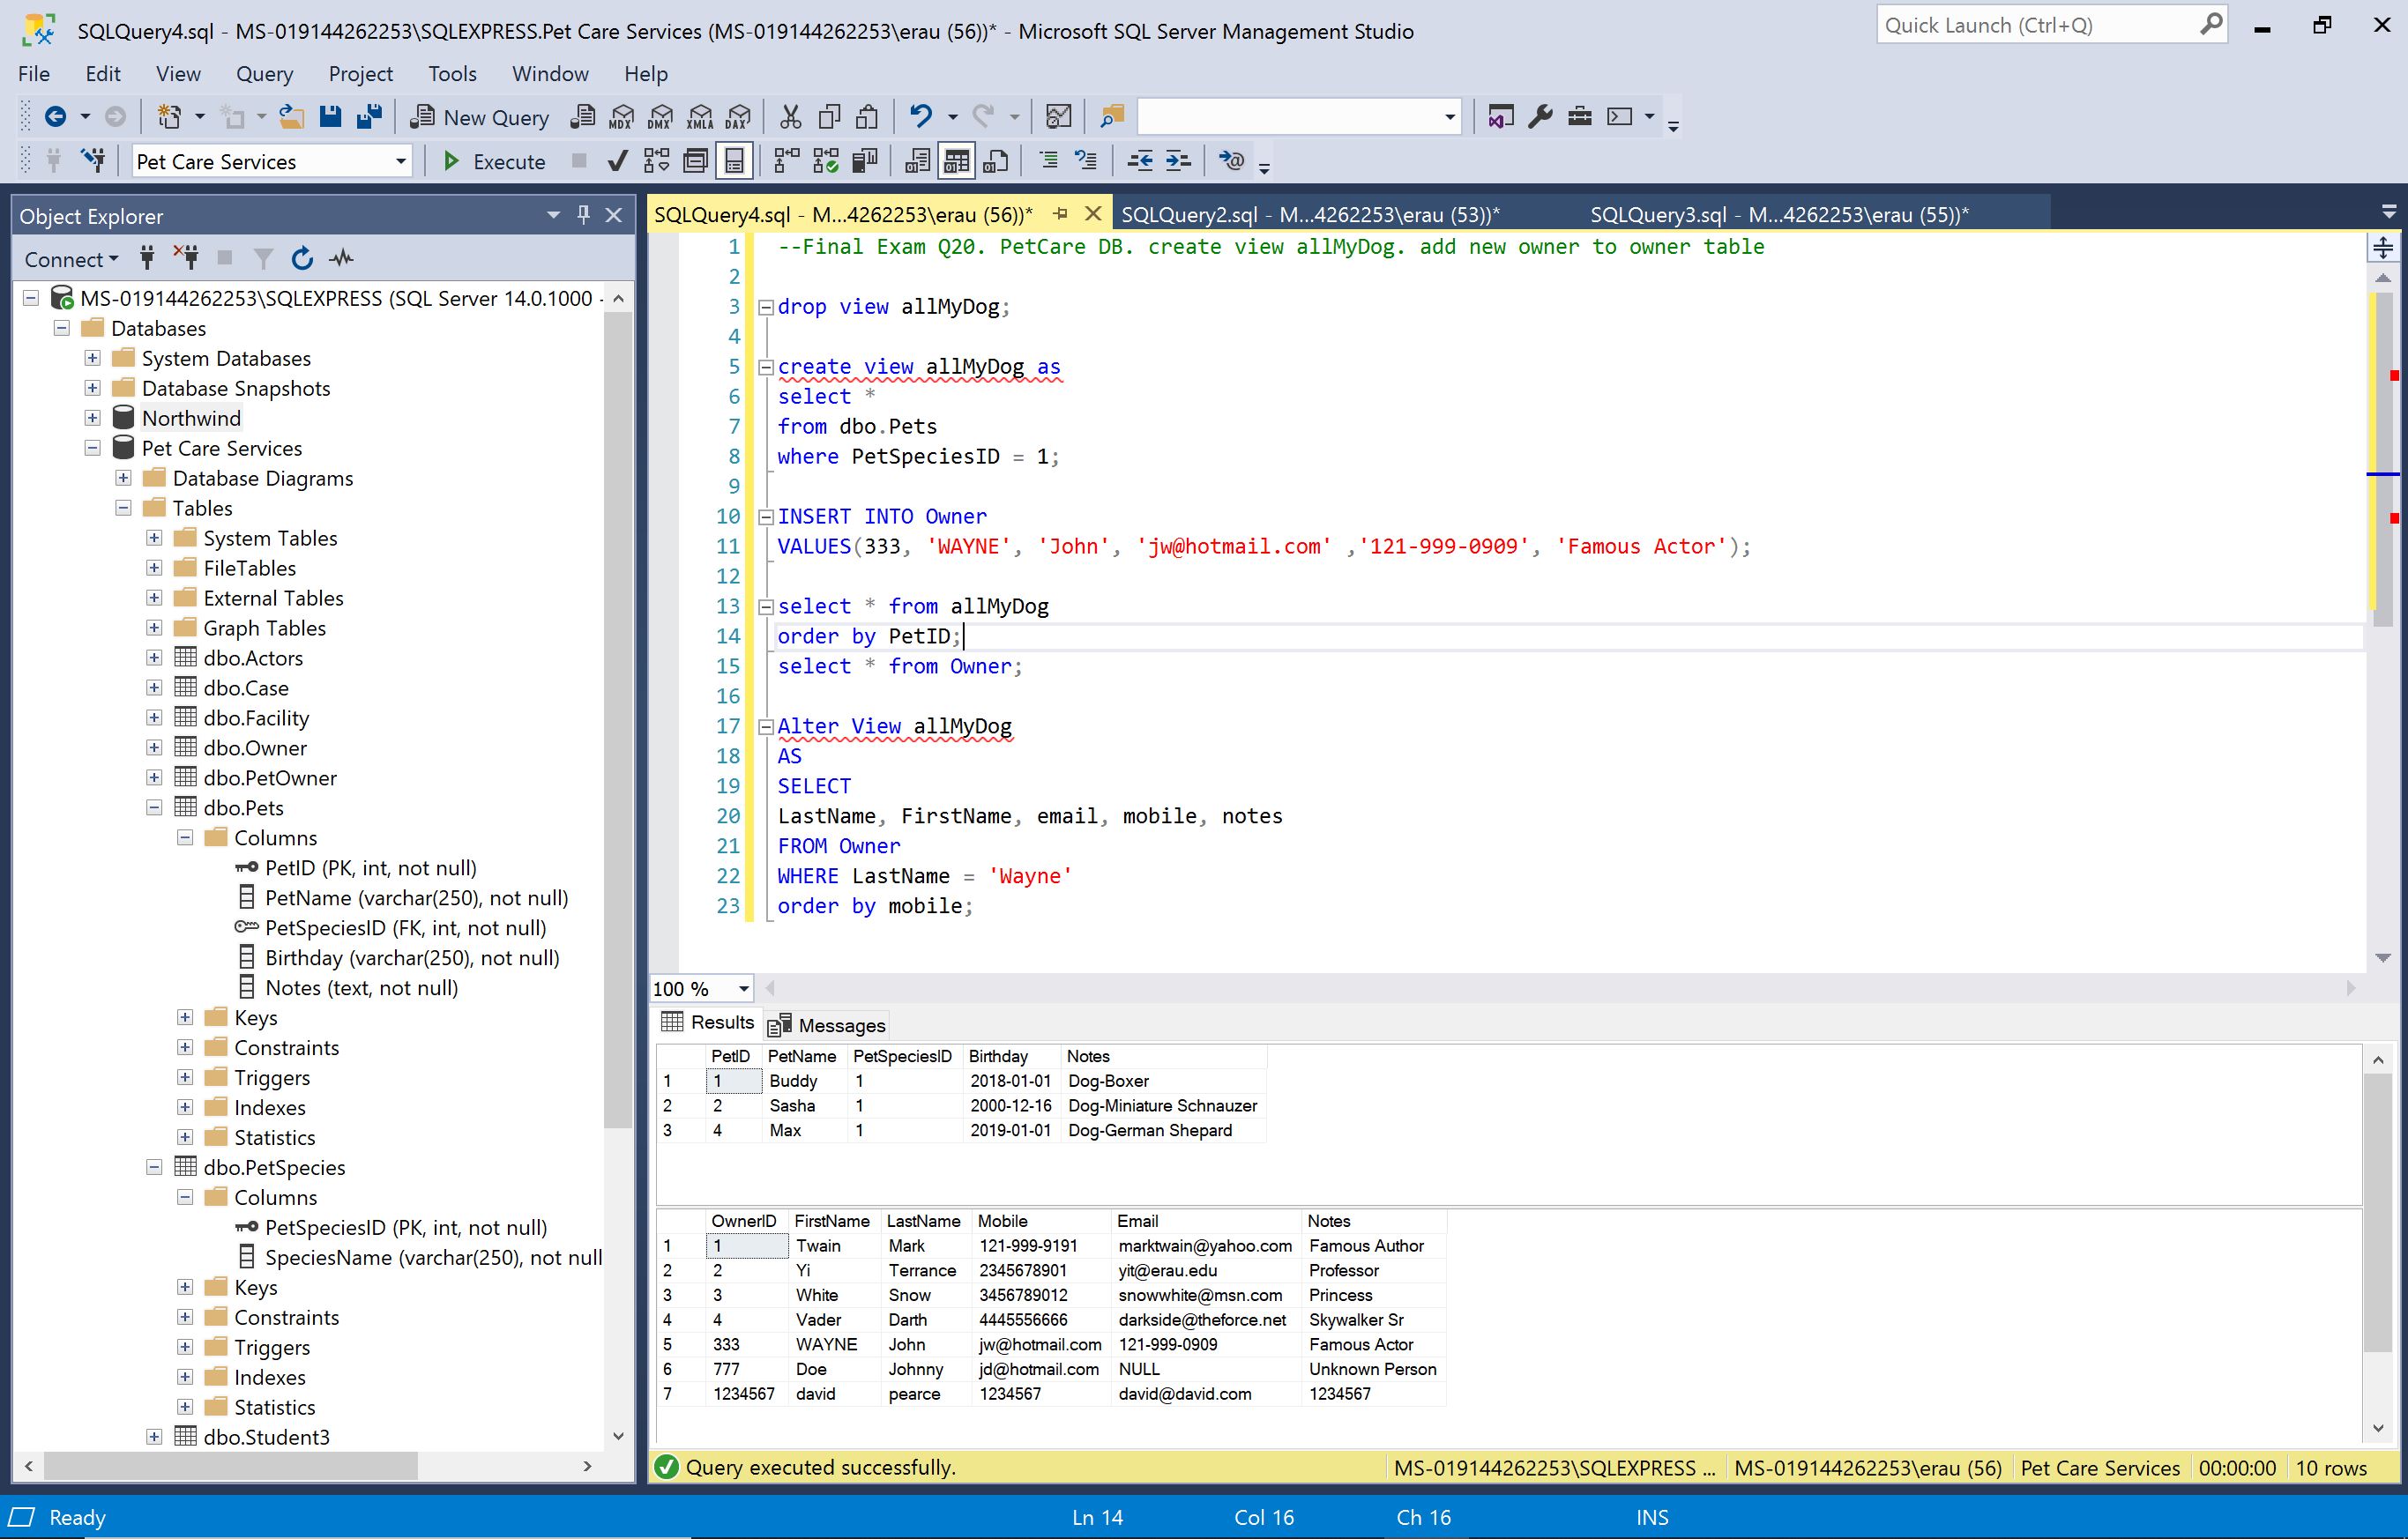 SQLQuery4.sql - MS-019144262253\SQLEXPRESS.Pet Care Services (MS-019144262253\erau (56))* - Microsoft SQL Server Management Studio
Quick Launch (Ctrl+Q)
File Edit View Query Project Tools Window Help
New Query MDX DMX XMLA DAX
Pet Care Services Execute
Object Explorer
Connect
MS-019144262253\SQLEXPRESS (SQL Server 14.0.1000 -
Databases
System Databases
Database Snapshots
Northwind
Pet Care Services
Database Diagrams
Tables
System Tables
FileTables
External Tables
Graph Tables
dbo.Actors
dbo.Case
dbo.Facility
dbo.Owner
dbo.PetOwner
dbo.Pets
Columns
PetID (PK, int, not null)
PetName (varchar(250), not null)
PetSpeciesID (FK, int, not null)
Birthday (varchar(250), not null)
Notes (text, not null)
Keys
Constraints
Triggers
Indexes
Statistics
dbo.PetSpecies
Columns
PetSpeciesID (PK, int, not null)
SpeciesName (varchar(250), not null
Keys
Constraints
Triggers
Indexes
Statistics
dbo.Student3
SQLQuery4.sql - M...4262253\erau (56))* SQLQuery2.sql - M...4262253\erau (53))* SQLQuery3.sql - M...4262253\erau (55))*
1 --Final Exam Q20. PetCare DB. create view allMyDog. add new owner to owner table
2
3 drop view allMyDog;
4
5 create view allMyDog as
6 select *
7 from dbo.Pets
8 where PetSpeciesID = 1;
9
10 INSERT INTO Owner
11 VALUES(333, 'WAYNE', 'John', 'jw@hotmail.com' ,'121-999-0909', 'Famous Actor');
12
13 select * from allMyDog
14 order by PetID;
15 select * from Owner;
16
17 Alter View allMyDog
18 AS
19 SELECT
20 LastName, FirstName, email, mobile, notes
21 FROM Owner
22 WHERE LastName = 'Wayne'
23 order by mobile;
100 %
Results Messages
PetID PetName PetSpeciesID Birthday Notes
1 1 Buddy 1 2018-01-01 Dog-Boxer
2 2 Sasha 1 2000-12-16 Dog-Miniature Schnauzer
3 4 Max 1 2019-01-01 Dog-German Shepard
OwnerID FirstName LastName Mobile Email Notes
1 1 Twain Mark 121-999-9191 marktwain@yahoo.com Famous Author
2 2 Yi Terrance 2345678901 yit@erau.edu Professor
3 3 White Snow 3456789012 snowwhite@msn.com Princess
4 4 Vader Darth 4445556666 darkside@theforce.net Skywalker Sr
5 333 WAYNE John jw@hotmail.com 121-999-0909 Famous Actor
6 777 Doe Johnny jd@hotmail.com NULL Unknown Person
7 1234567 david pearce 1234567 david@david.com 1234567
Query executed successfully. MS-019144262253\SQLEXPRESS ... MS-019144262253\erau (56) Pet Care Services 00:00:00 10 rows
Ready Ln 14 Col 16 Ch 16 INS